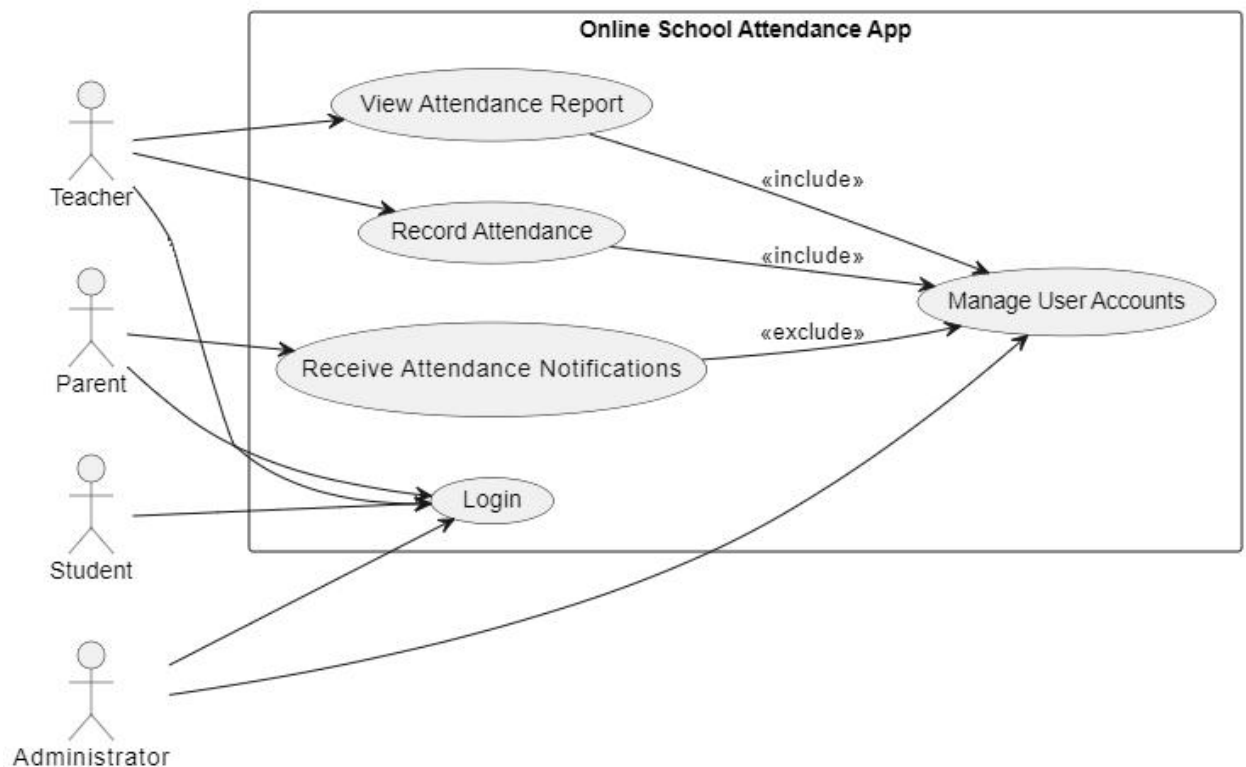 Online School Attendance App
View Attendance Report
Teacher
«include»
Record Attendance
«include»
Manage User Accounts
«exclude»
Receive Attendance Notifications
Parent
Login
Student
Administrator